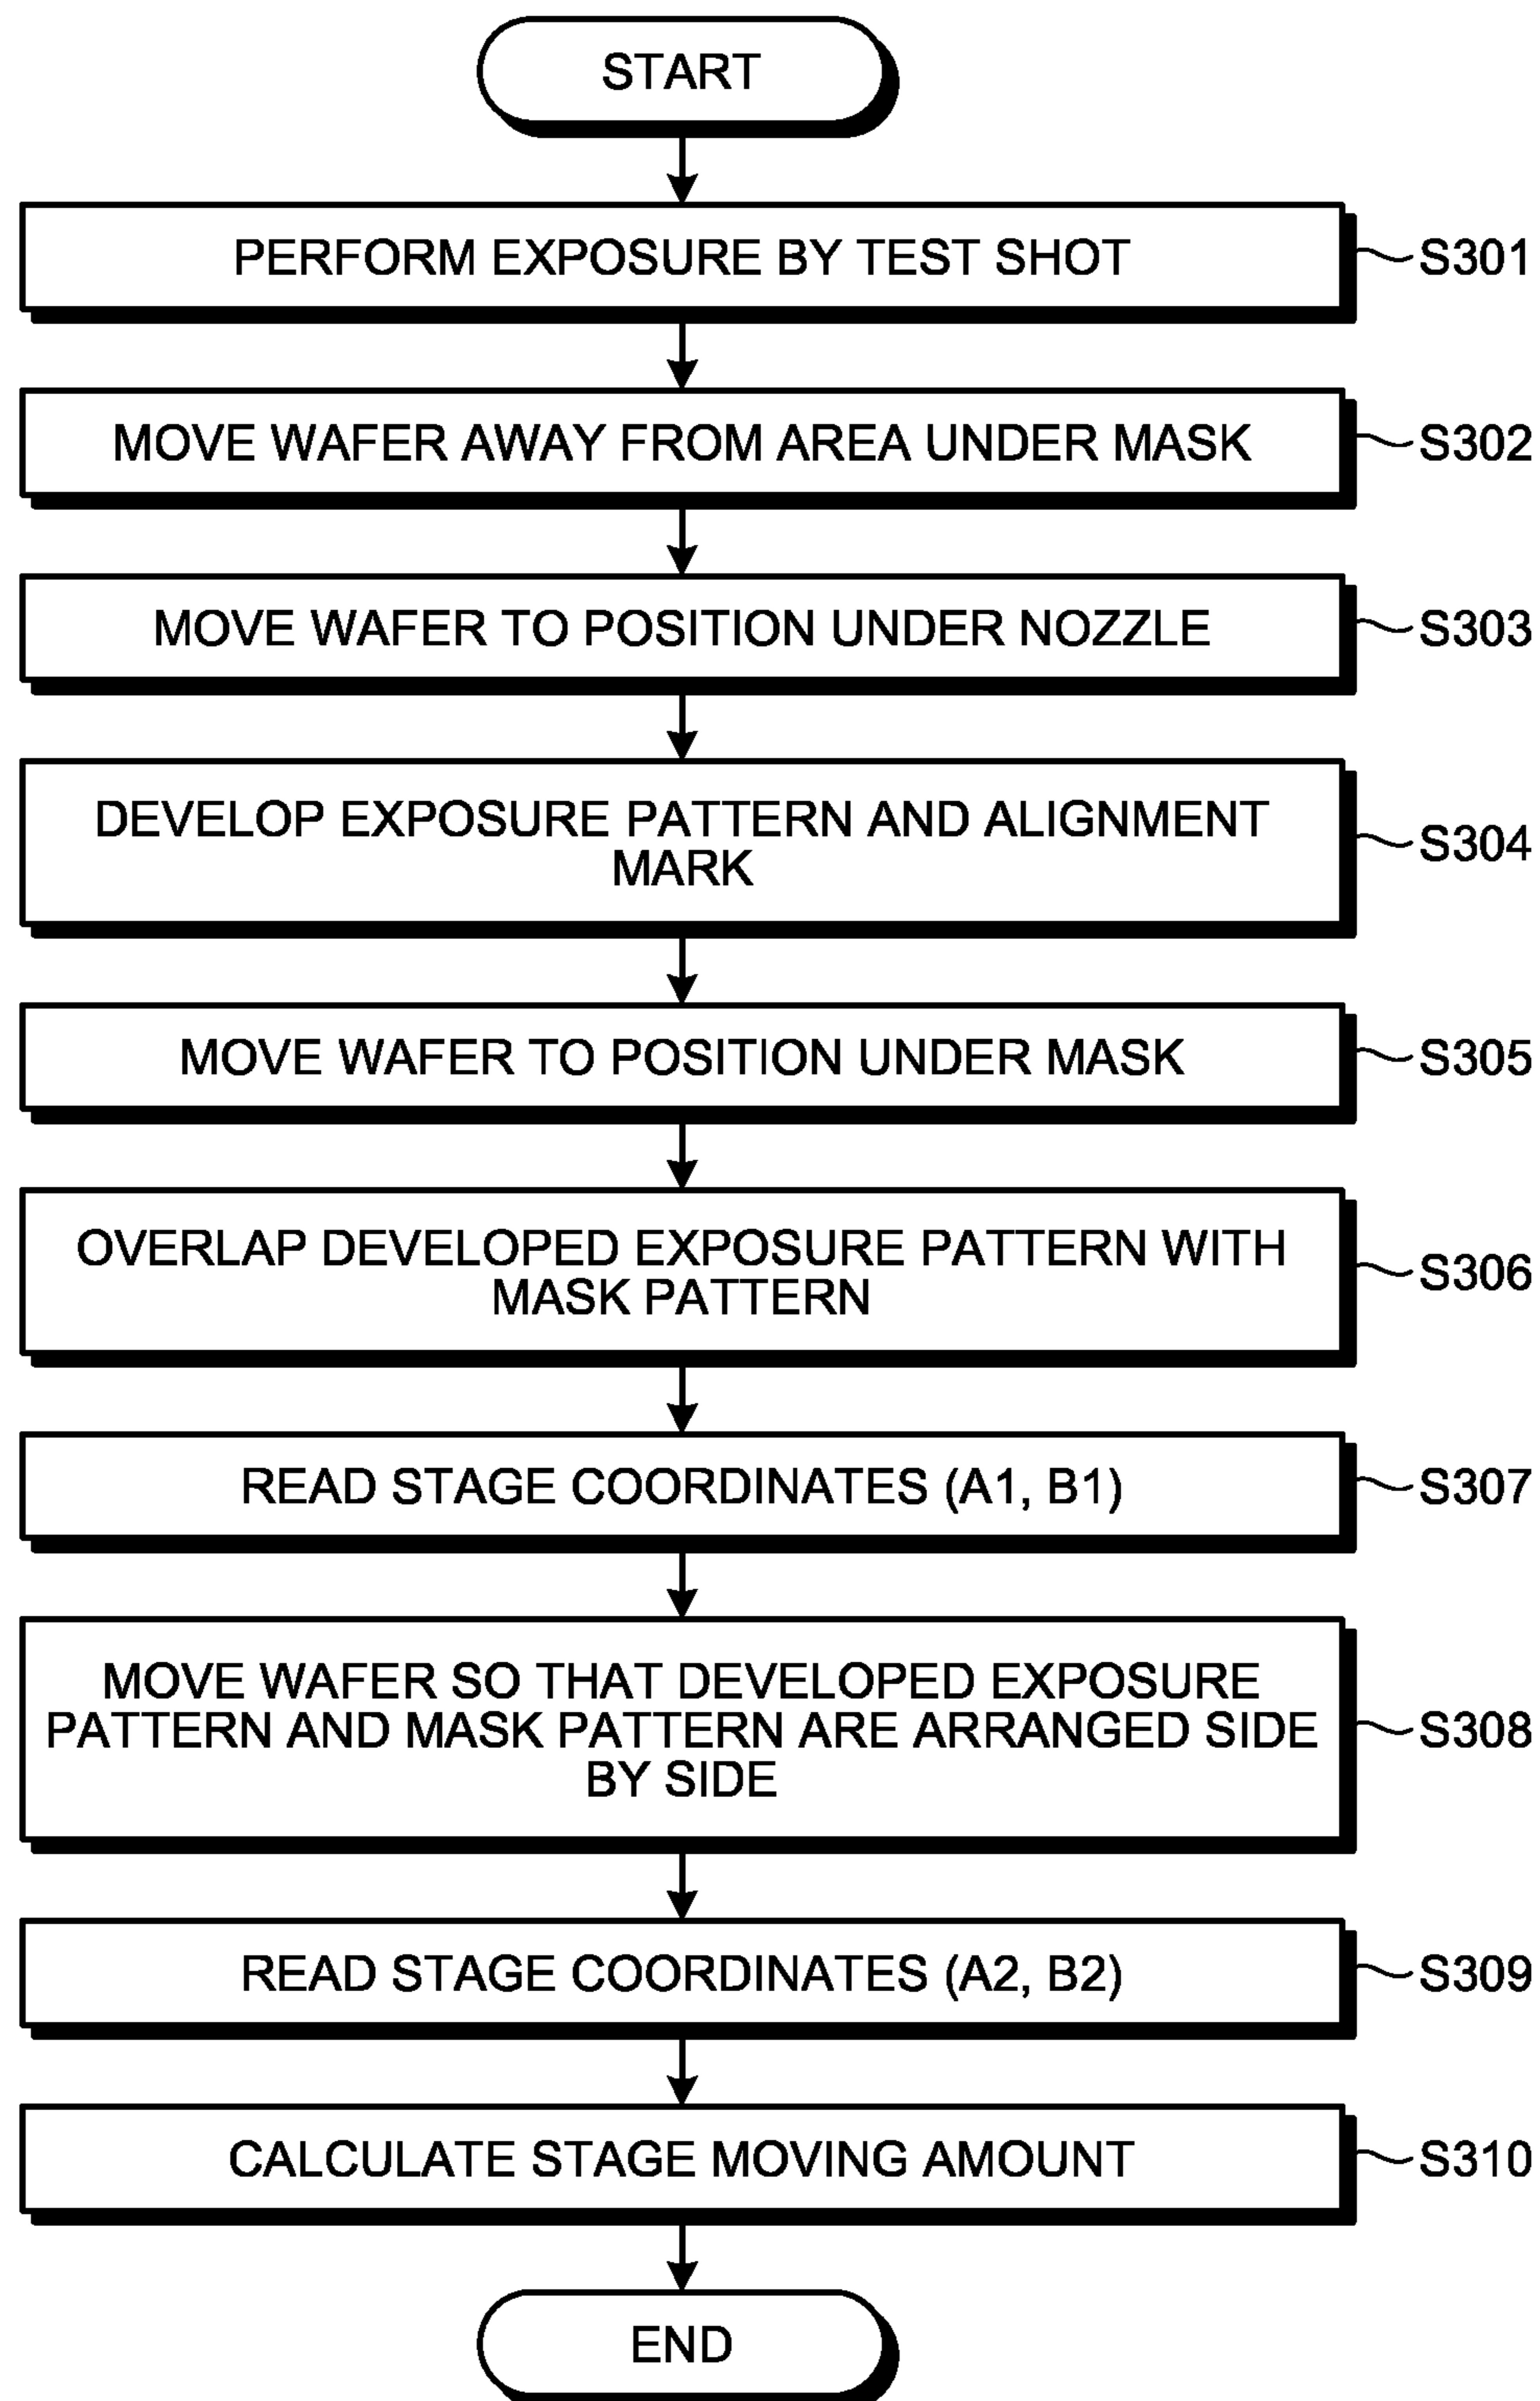 START
PERFORM EXPOSURE BY TEST SHOT
S301
MOVE WAFER AWAY FROM AREA UNDER MASK
S302
MOVE WAFER TO POSITION UNDER NOZZLE
S303
DEVELOP EXPOSURE PATTERN AND ALIGNMENT
MARK
S304
MOVE WAFER TO POSITION UNDER MASK
S305
OVERLAP DEVELOPED EXPOSURE PATTERN WITH
MASK PATTERN
S306
READ STAGE COORDINATES (A1, B1)
S307
MOVE WAFER SO THAT DEVELOPED EXPOSURE
PATTERN AND MASK PATTERN ARE ARRANGED SIDE
BY SIDE
S308
READ STAGE COORDINATES (A2, B2)
S309
CALCULATE STAGE MOVING AMOUNT
S310
END